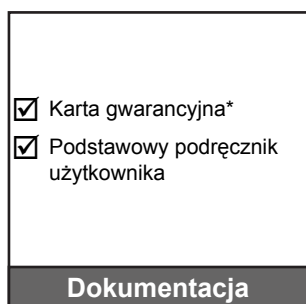 Karta gwarancyjna*
Podstawowy podręcznik
użytkownika
Dokumentacja